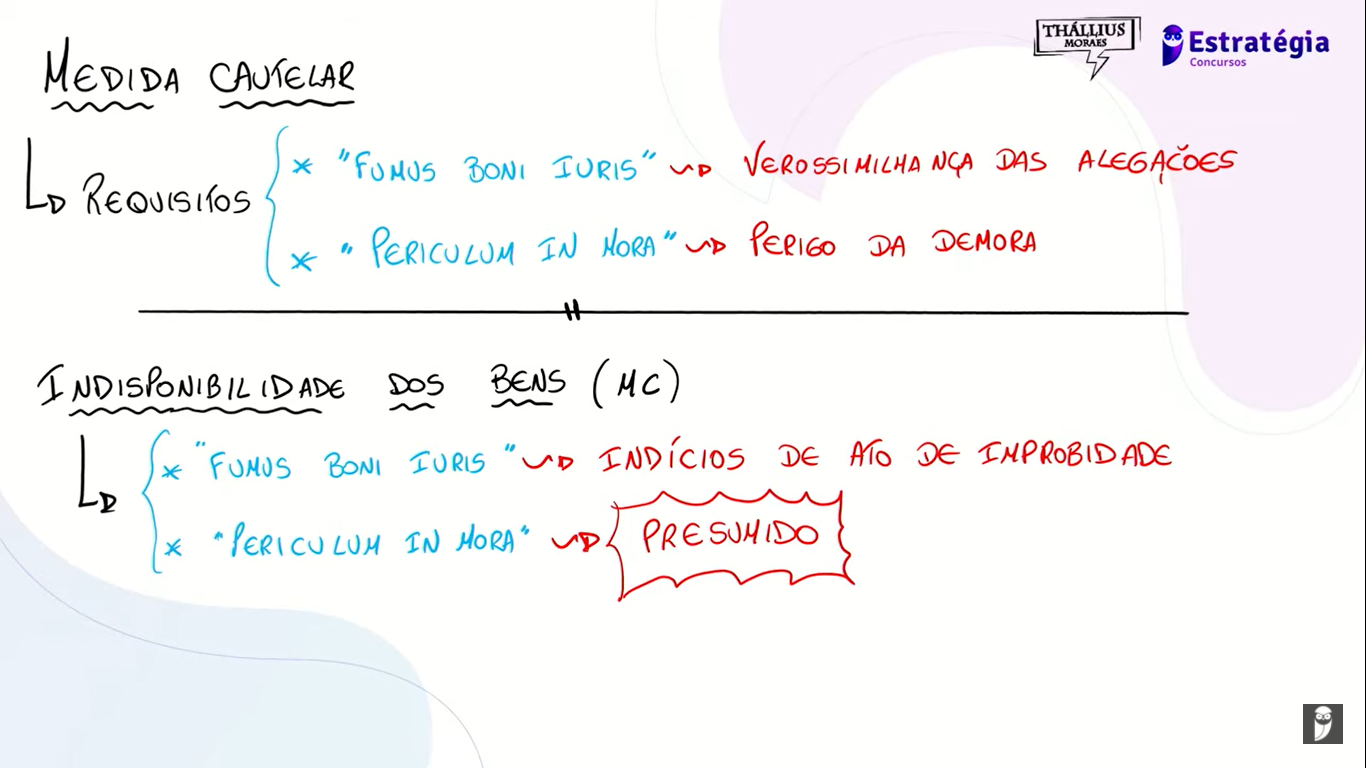 THÁLLIUS
MORAES
Estratégia
Concursos
MEDIDA CAUTELAR
REQUISITOS
* "FUMUS BONI IURIS" VEROSSIMILHANÇA DAS ALEGAÇÕES
* "PERICULUM IN MORA" PERIGO DA DEMORA
INDISPONIBILIDADE DOS BENS (MC)
* "FUMUS BONI IURIS" INDÍCIOS DE ATO DE IMPROBIDADE
* "PERICULUM IN MORA" PRESUMIDO